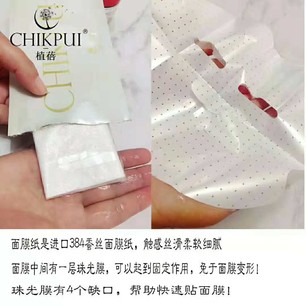 CHIKPUI
植蓓
CHIK
面膜纸是进口384蚕丝面膜纸，触感丝滑柔软细腻
面膜中间有一层珠光膜，可以起到固定作用，免于面膜变形！
珠光膜有4个缺口，帮助快速贴面膜！